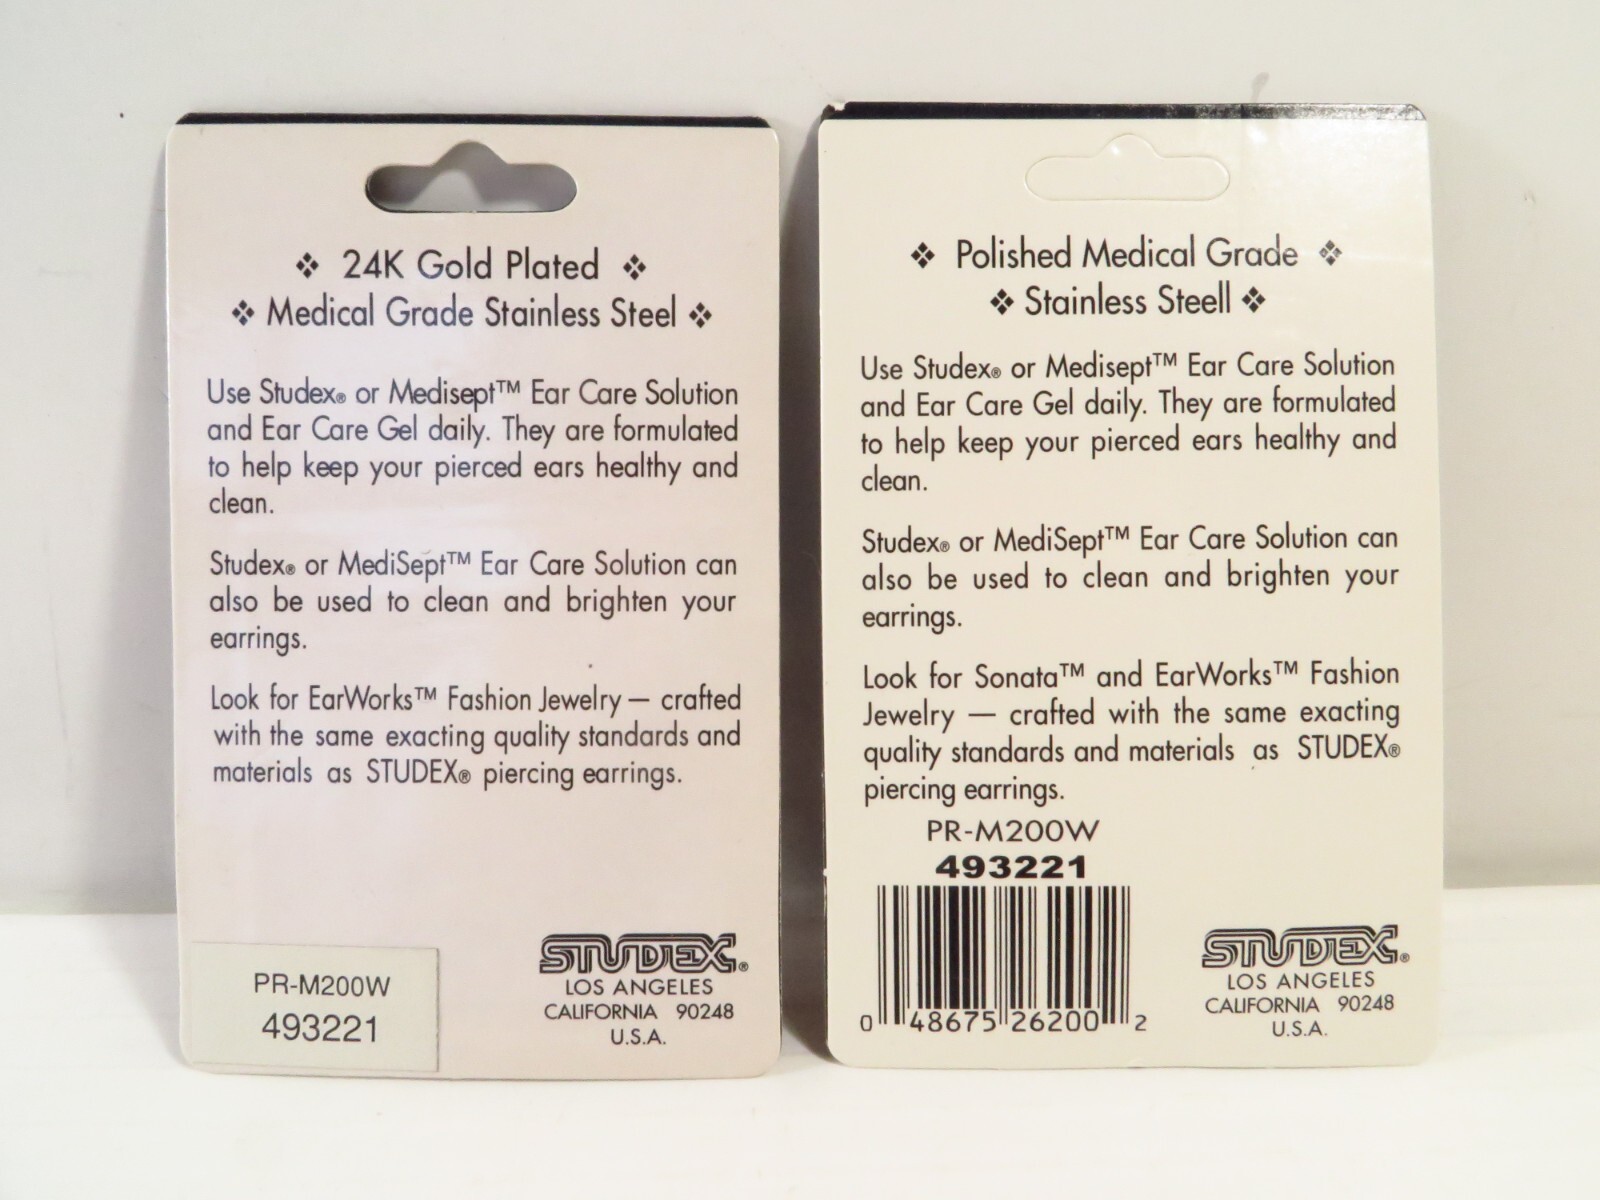 24K Gold Plated
Medical Grade Stainless Steel
Use Studex® or Medisept™ Ear Care Solution
and Ear Care Gel daily. They are formulated
to help keep your pierced ears healthy and
clean.
Studex® or MediSept™ Ear Care Solution can
also be used to clean and brighten your
earrings.
Look for EarWorks™ Fashion Jewelry — crafted
with the same exacting quality standards and
materials as STUDEX® piercing earrings.
PR-M200W
493221
STUDEX®
LOS ANGELES
CALIFORNIA 90248
U.S.A.
Polished Medical Grade
Stainless Steell
Use Studex® or Medisept™ Ear Care Solution
and Ear Care Gel daily. They are formulated
to help keep your pierced ears healthy and
clean.
Studex® or MediSept™ Ear Care Solution can
also be used to clean and brighten your
earrings.
Look for Sonata™ and EarWorks™ Fashion
Jewelry — crafted with the same exacting
quality standards and materials as STUDEX®
piercing earrings.
PR-M200W
493221
0 48675 26200 2
STUDEX®
LOS ANGELES
CALIFORNIA 90248
U.S.A.